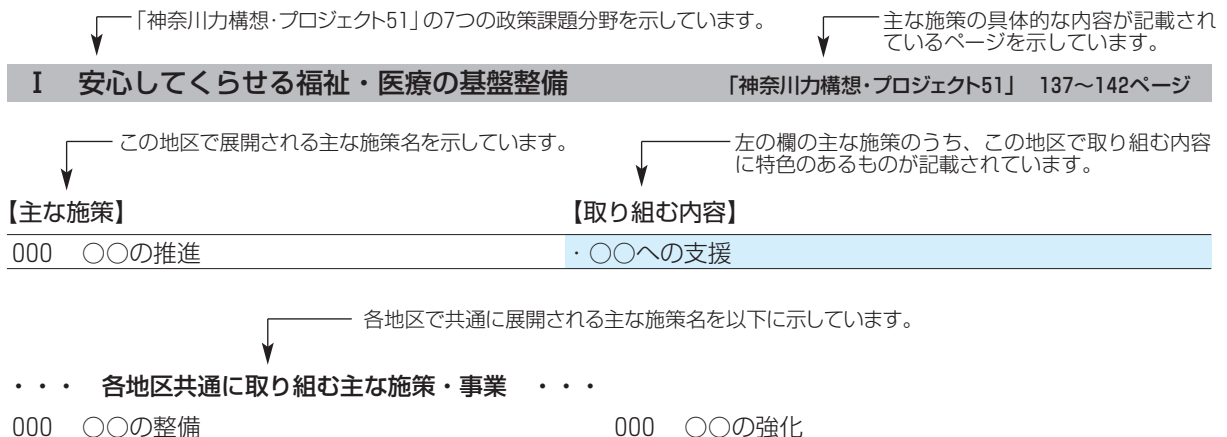 「神奈川力構想・プロジェクト51」の7つの政策課題分野を示しています。
主な施策の具体的な内容が記載され
ているページを示しています。
Ⅰ 安心してくらせる福祉・医療の基盤整備 「神奈川力構想・プロジェクト51」 137〜142ページ
この地区で展開される主な施策名を示しています。
左の欄の主な施策のうち、この地区で取り組む内容
に特色のあるものが記載されています。
【主な施策】 【取り組む内容】
000 ○○の推進 ・○○への支援
各地区で共通に展開される主な施策名を以下に示しています。
・・・ 各地区共通に取り組む主な施策・事業 ・・・
000 ○○の整備 000 ○○の強化